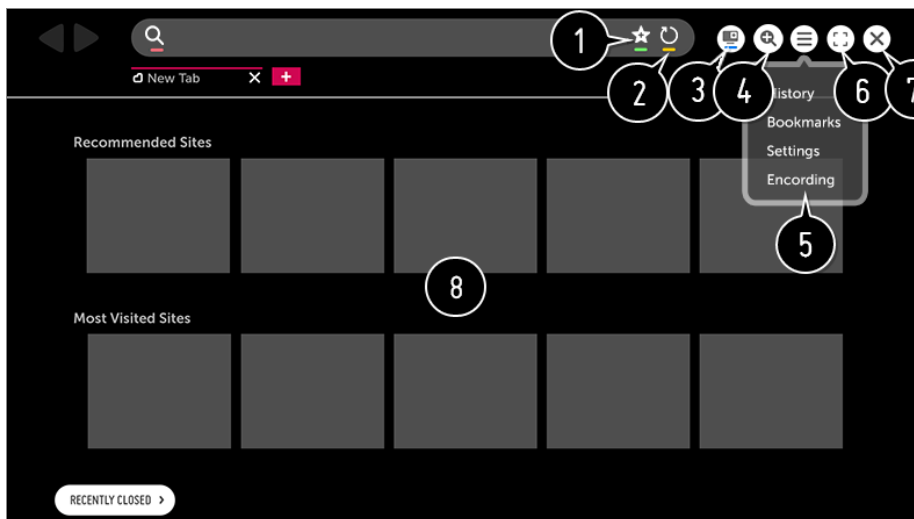 1
New Tab
2
3
4
6
7
History
Bookmarks
Settings
Encording
5
Recommended Sites
8
Most Visited Sites
RECENTLY CLOSED